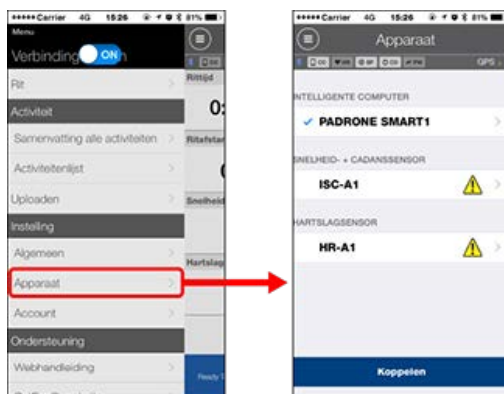 Carrier 4G 15:26 81%
Menu
Verbinding ON
Rit
Activiteit
Samenvatting alle activiteiten
Activiteitenlijst
Uploaden
Instelling
Algemeen
Apparaat
Account
Ondersteuning
Webhandleiding
Rittijd
0:
Ritafstan
Snelheid
Hartslag
Ready T
Carrier 4G 15:26 81%
Apparaat
GPS
INTELLIGENTE COMPUTER
PADRONE SMART1
SNELHEID- + CADANSSENSOR
ISC-A1
HARTSLAGSENSOR
HR-A1
Koppelen